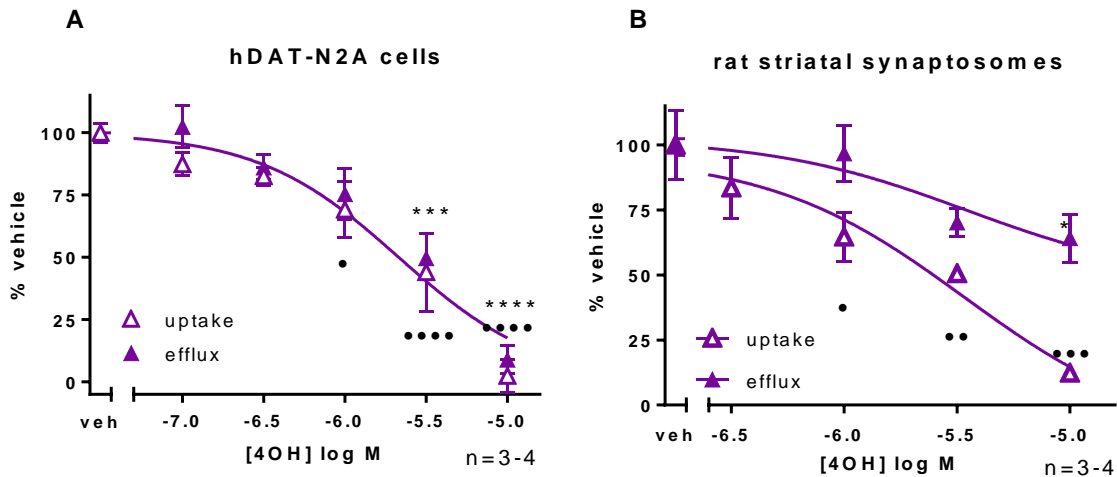 A
hDAT-N2A cells
% vehicle
100
75
50
25
0
***
****
uptake
efflux
veh
-7.0
-6.5
-6.0
-5.5
-5.0
[4OH] log M
n=3-4
B
rat striatal synaptosomes
% vehicle
100
75
50
25
0
*
uptake
efflux
veh
-6.5
-6.0
-5.5
-5.0
[4OH] log M
n=3-4